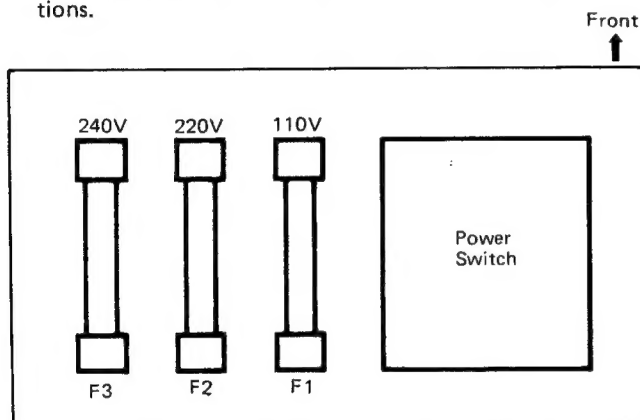 tions.
Front
240V 220V 110V
Power
Switch
F3 F2 F1